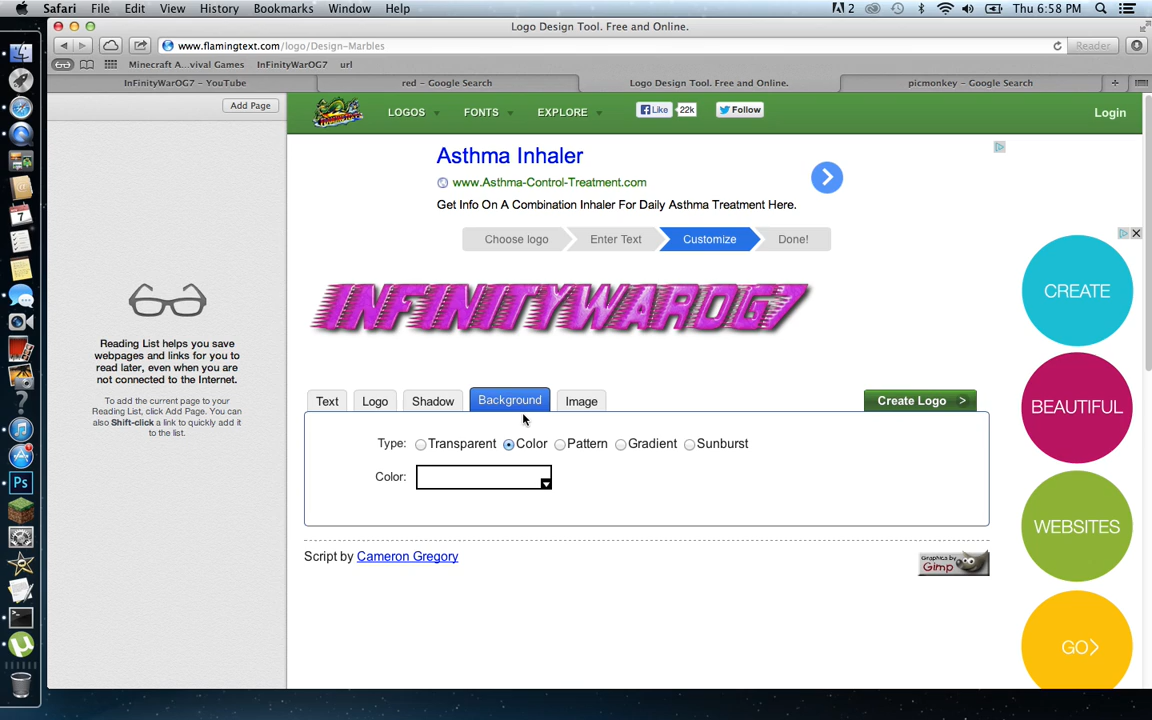 Safari File Edit View History Bookmarks Window Help 2 Thu 6:58 PM
Logo Design Tool. Free and Online.
www.flamingtext.com/logo/Design-Marbles Reader
Minecraft A...vival Games InFinityWarOG7 url
InFinityWarOG7 – YouTube red – Google Search Logo Design Tool. Free and Online. picmonkey – Google Search
Add Page
LOGOS FONTS EXPLORE Like 22k Follow Login
Asthma Inhaler
www.Asthma-Control-Treatment.com
Get Info On A Combination Inhaler For Daily Asthma Treatment Here.
Choose logo Enter Text Customize Done!
INFINITYWAROG7
Reading List helps you save
webpages and links for you to
read later, even when you are
not connected to the Internet.
To add the current page to your
Reading List, click Add Page. You can
also Shift-click a link to quickly add it
to the list.
Text Logo Shadow Background Image Create Logo >
Type: Transparent Color Pattern Gradient Sunburst
Color:
Script by Cameron Gregory
Graphics by
Gimp
CREATE
BEAUTIFUL
WEBSITES
GO>
7
Ps